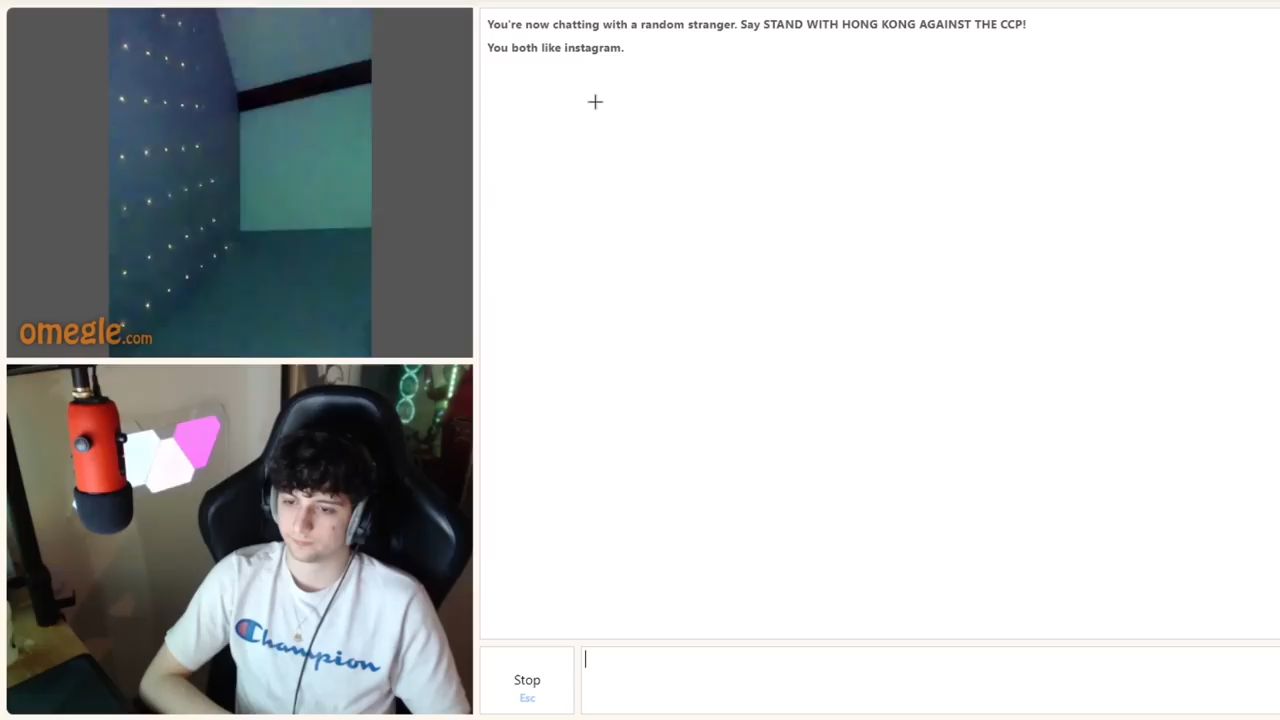 You're now chatting with a random stranger. Say STAND WITH HONG KONG AGAINST THE CCP!
You both like instagram.
omegle.com
Champion
Stop
Esc